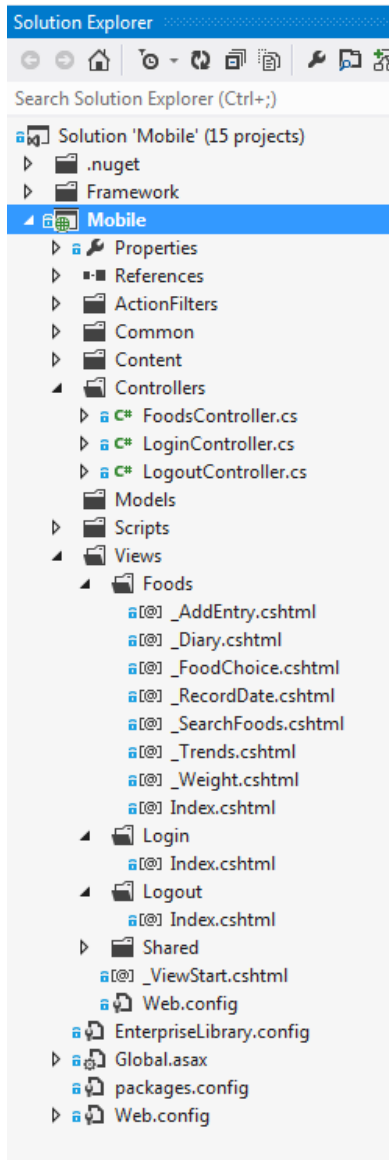 Solution Explorer
Search Solution Explorer (Ctrl+;)
Solution 'Mobile' (15 projects)
.nuget
Framework
Mobile
Properties
References
ActionFilters
Common
Content
Controllers
C# FoodsController.cs
C# LoginController.cs
C# LogoutController.cs
Models
Scripts
Views
Foods
[@] _AddEntry.cshtml
[@] _Diary.cshtml
[@] _FoodChoice.cshtml
[@] _RecordDate.cshtml
[@] _SearchFoods.cshtml
[@] _Trends.cshtml
[@] _Weight.cshtml
[@] Index.cshtml
Login
[@] Index.cshtml
Logout
[@] Index.cshtml
Shared
[@] _ViewStart.cshtml
Web.config
EnterpriseLibrary.config
Global.asax
packages.config
Web.config